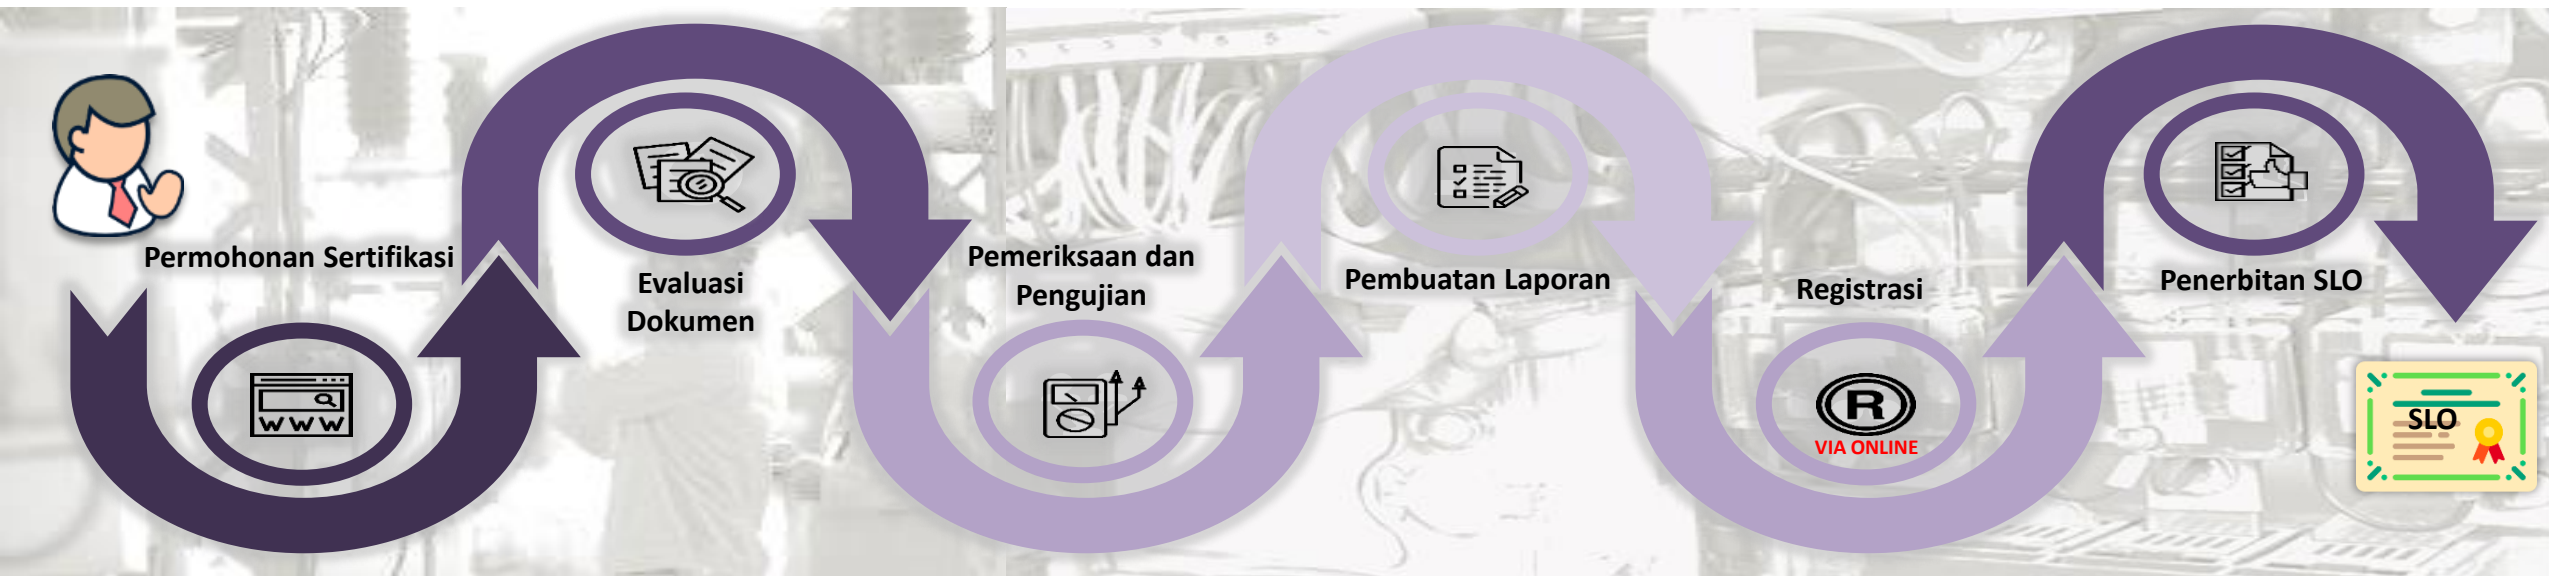 Permohonan Sertifikasi
WWW
Evaluasi
Dokumen
Pemeriksaan dan
Pengujian
Pembuatan Laporan
Registrasi
R
VIA ONLINE
Penerbitan SLO
SLO